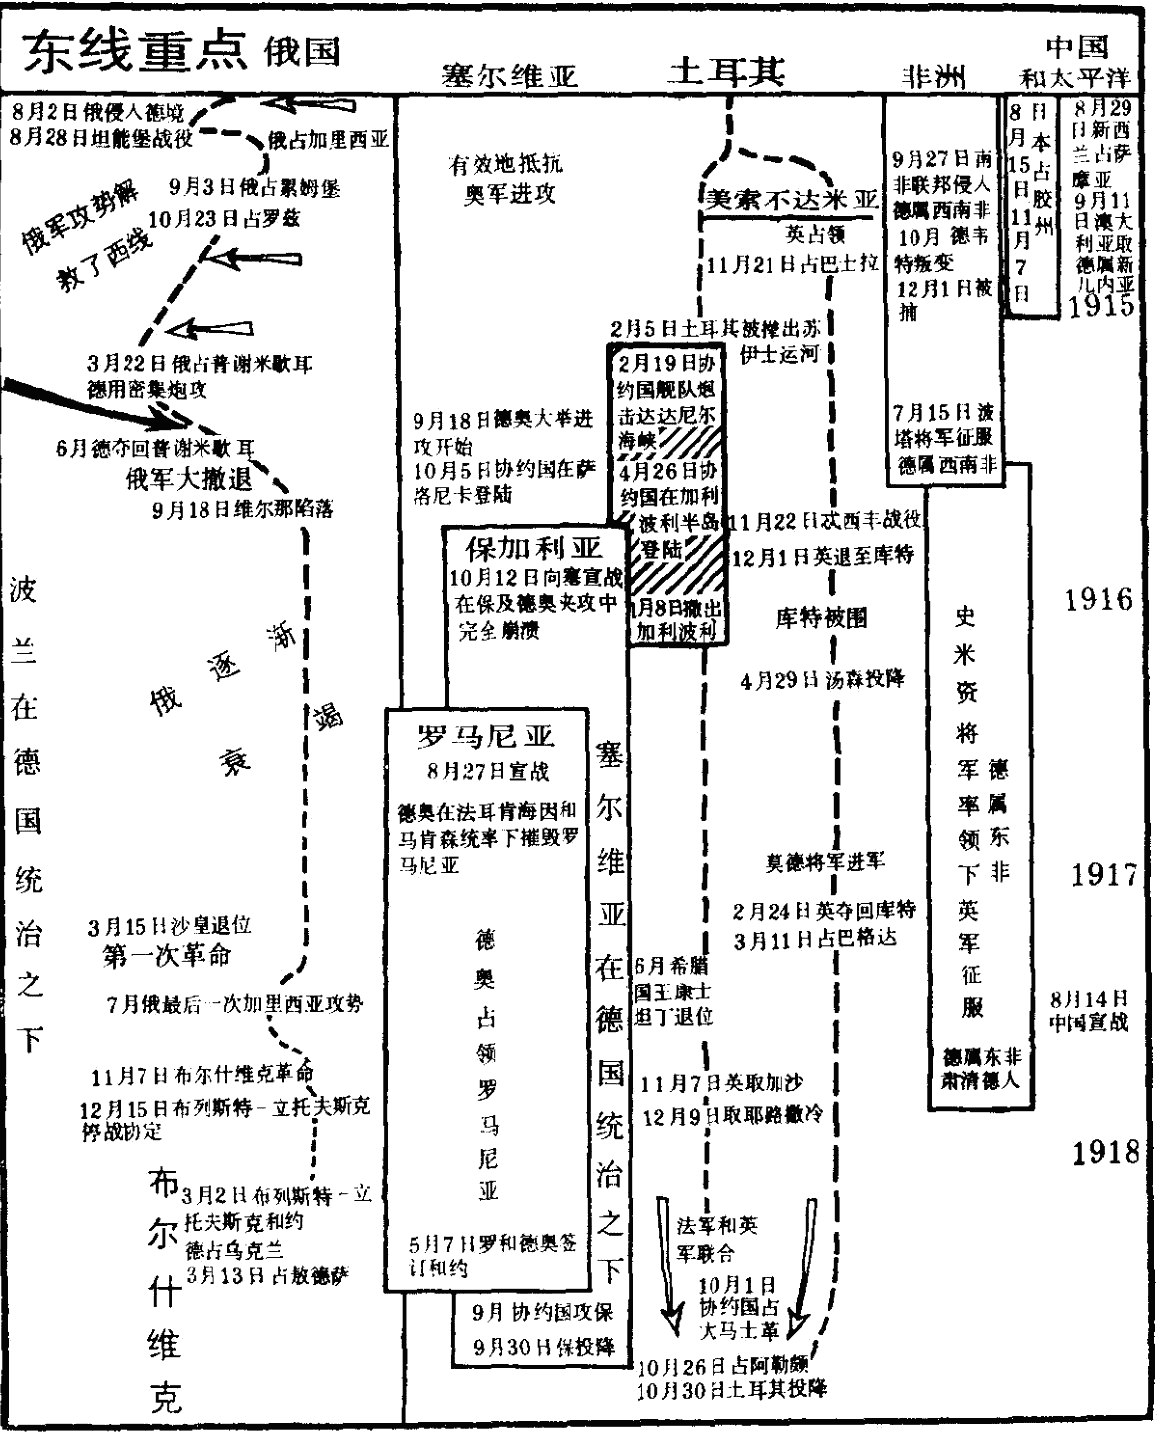 东线重点 俄国
塞尔维亚
土耳其
非洲
中国
和太平洋
8月2日俄侵入德境
8月28日坦能堡战役
俄占加里西亚
9月3日俄占累姆堡
10月23日占罗兹
俄军攻势解
救了西线
3月22日俄占普谢米歇耳
德用密集炮攻
6月德夺回普谢米歇耳
俄军大撤退
9月18日维尔那陷落
波兰在德国统治之下
俄逐渐
衰竭
3月15日沙皇退位
第一次革命
7月俄最后一次加里西亚攻势
11月7日布尔什维克革命
12月15日布列斯特-立托夫斯克
停战协定
布尔什维克
3月2日布列斯特-立
托夫斯克和约
德占乌克兰
3月13日占敖德萨
有效地抵抗
奥军进攻
9月18日德奥大举进
攻开始
10月5日协约国在萨
洛尼卡登陆
保加利亚
10月12日向塞宣战
在保及德奥夹攻中
完全崩溃
罗马尼亚
8月27日宣战
德奥在法耳肯海因和
马肯森统率下摧毁罗
马尼亚
德奥占领罗马尼亚
5月7日罗和德奥签
订和约
塞尔维亚在德国统治之下
9月协约国攻保
9月30日保投降
美索不达米亚
英占领
11月21日占巴士拉
2月5日土耳其被撵出苏
伊士运河
2月19日协
约国舰队炮
击达达尼尔
海峡
4月26日协
约国在加利
波利半岛
登陆
1月8日撤出
加利波利
11月22日忒西丰战役
12月1日英退至库特
库特被围
4月29日汤森投降
莫德将军进军
2月24日英夺回库特
3月11日占巴格达
6月希腊
国王康士
坦丁退位
11月7日英取加沙
12月9日取耶路撒冷
法军和英
军联合
10月1日
协约国占
大马士革
10月26日占阿勒颇
10月30日土耳其投降
9月27日南
非联邦侵入
德属西南非
10月 德韦
特叛变
12月1日被
捕
7月15日波
塔将军征服
德属西南非
史米资将军率领下英军征服
德属东非
德属东非
肃清德人
8月15日11月7日
日本占胶州
8月29
日新西
兰占萨
摩亚
9月11
日澳大
利亚取
德属新
几内亚
1915
1916
1917
8月14日
中国宣战
1918